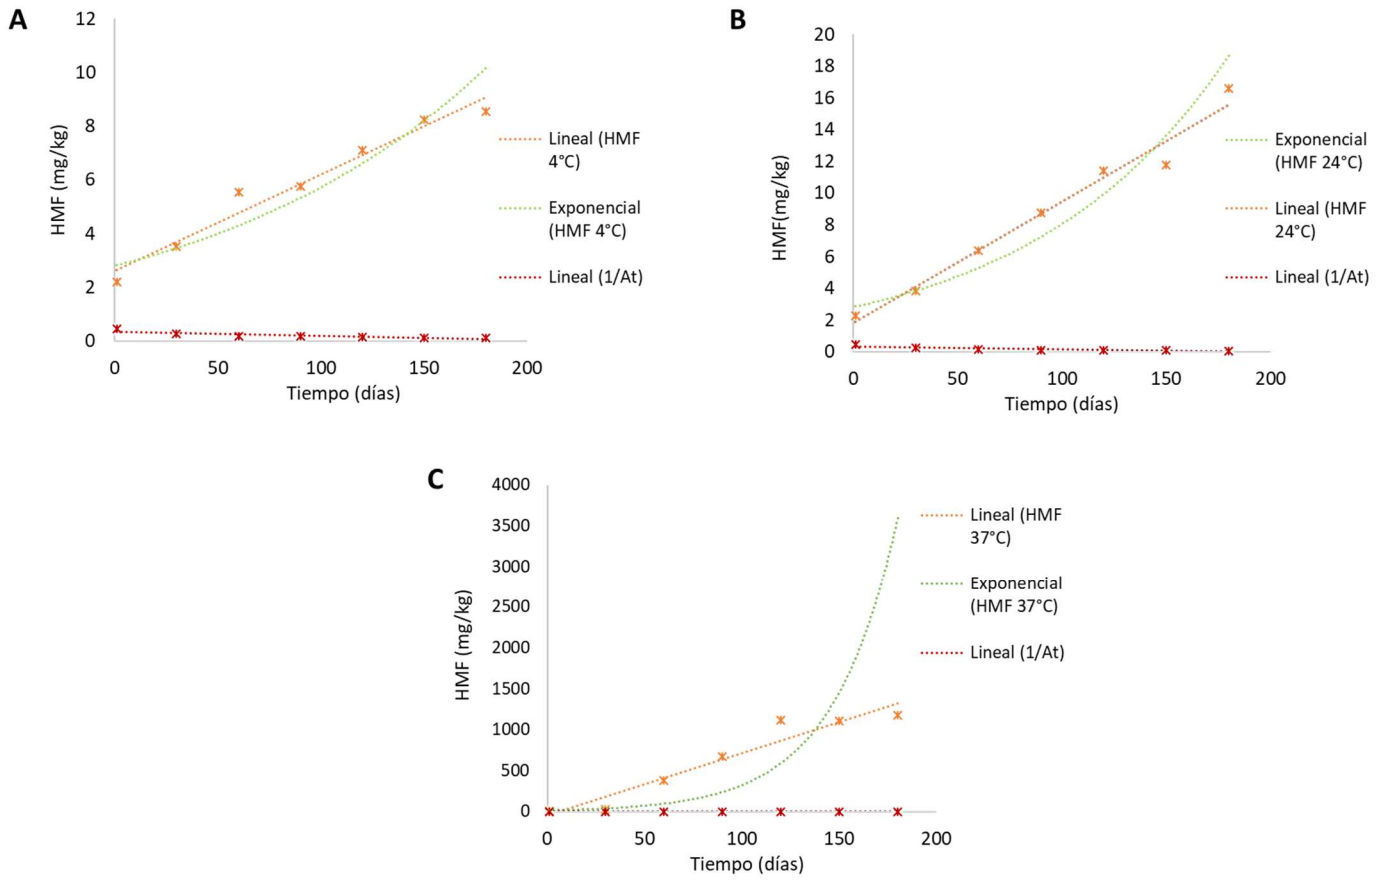 A
12
10
8
6
4
2
0
HMF (mg/kg)
0
50
100
150
200
Tiempo (días)
Lineal (HMF
4°C)
Exponencial
(HMF 4°C)
Lineal (1/At)
B
20
18
16
14
12
10
8
6
4
2
0
HMF(mg/kg)
0
50
100
150
200
Tiempo (días)
Exponencial
(HMF 24°C)
Lineal (HMF
24°C)
Lineal (1/At)
C
4000
3500
3000
2500
2000
1500
1000
500
0
HMF (mg/kg)
0
50
100
150
200
Tiempo (días)
Lineal (HMF
37°C)
Exponencial
(HMF 37°C)
Lineal (1/At)